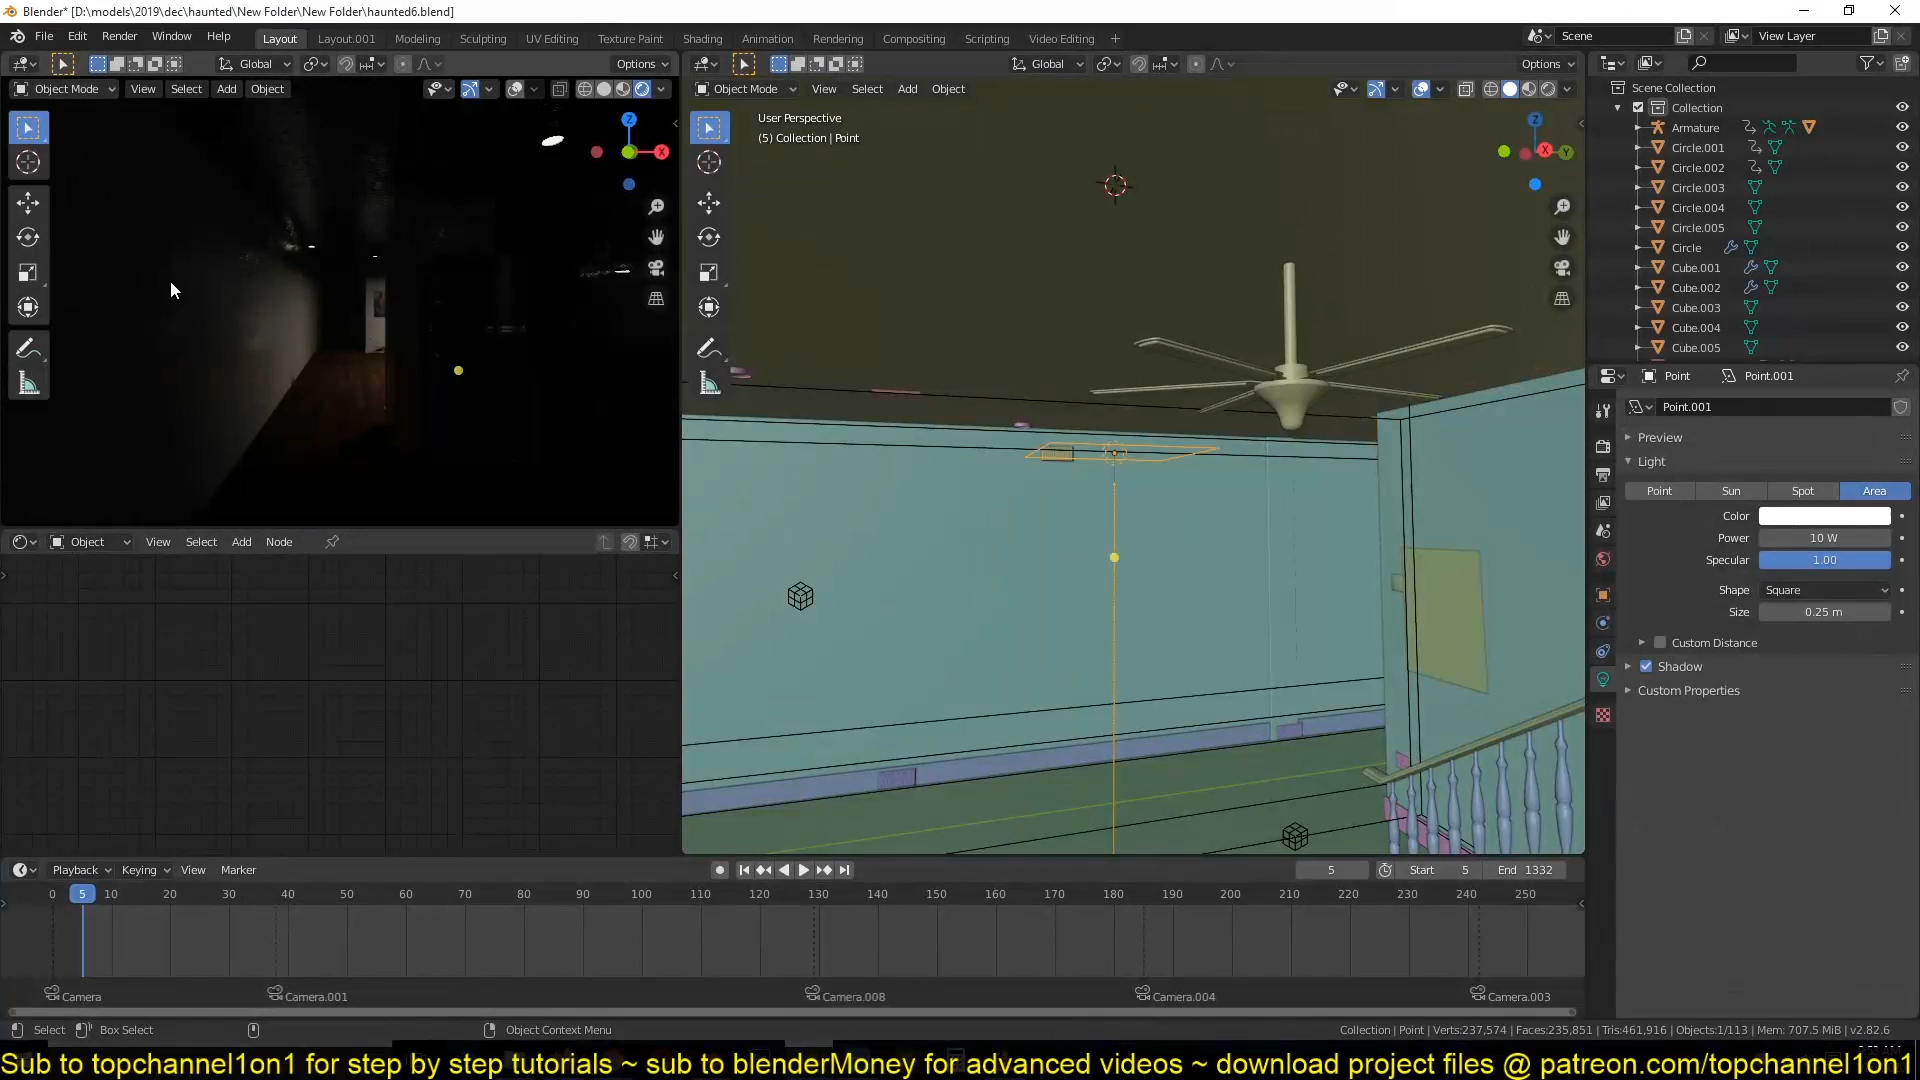 Blender* [D:\models\2019\dec\haunted\New Folder\New Folder\haunted6.blend]
File Edit Render Window Help
Layout Layout.001 Modeling Sculpting UV Editing Texture Paint Shading Animation Rendering Compositing Scripting Video Editing +
Scene
View Layer
Global
Options
Global
Options
Object Mode View Select Add Object
Object Mode View Select Add Object
User Perspective
(5) Collection | Point
Z
X
Z
X
Y
Scene Collection
Collection
Armature
Circle.001
Circle.002
Circle.003
Circle.004
Circle.005
Circle
Cube.001
Cube.002
Cube.003
Cube.004
Cube.005
Point Point.001
Point.001
Preview
Light
Point Sun Spot Area
Color
Power 10 W
Specular 1.00
Shape Square
Size 0.25 m
Custom Distance
Shadow
Custom Properties
Object View Select Add Node
Playback Keying View Marker
5 Start 5 End 1332
0 5 10 20 30 40 50 60 70 80 90 100 110 120 130 140 150 160 170 180 190 200 210 220 230 240 250
Camera Camera.001 Camera.008 Camera.004 Camera.003
Select Box Select Object Context Menu
Collection | Point | Verts:237,574 | Faces:235,851 | Tris:461,916 | Objects:1/113 | Mem: 707.5 MiB | v2.82.6
Sub to topchannel1on1 for step by step tutorials ~ sub to blenderMoney for advanced videos ~ download project files @ patreon.com/topchannel1on1